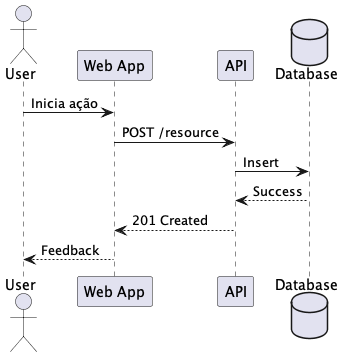 User
Web App
API
Database
Inicia ação
POST /resource
Insert
Success
201 Created
Feedback
User
Web App
API
Database